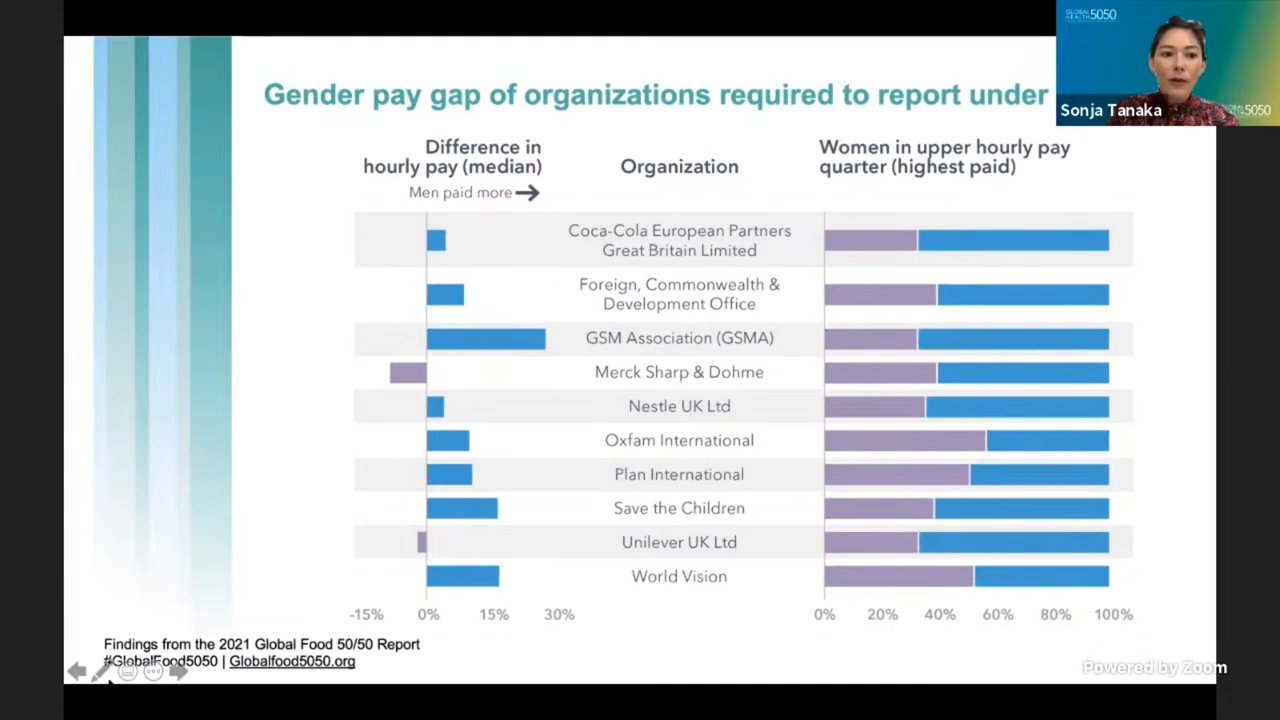 GLOBAL
HEALTH5050
Sonja Tanaka
GLOBAL
5050
Gender pay gap of organizations required to report under
Difference in
hourly pay (median)
Men paid more
Organization
Women in upper hourly pay
quarter (highest paid)
Coca-Cola European Partners
Great Britain Limited
Foreign, Commonwealth &
Development Office
GSM Association (GSMA)
Merck Sharp & Dohme
Nestle UK Ltd
Oxfam International
Plan International
Save the Children
Unilever UK Ltd
World Vision
-15% 0% 15% 30%
0% 20% 40% 60% 80% 100%
Findings from the 2021 Global Food 50/50 Report
#GlobalFood5050 | Globalfood5050.org
Powered by Zoom